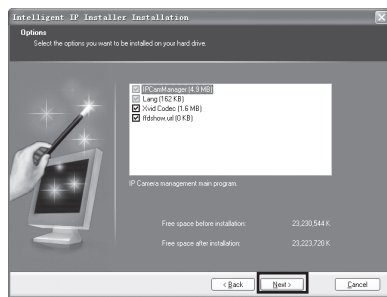 Intelligent IP Installer Installation
Options
Select the options you want to be installed on your hard drive.
IPCamManager (4.9 MB)
Lang (162 KB)
Xvid Codec (1.6 MB)
ffdshow.url (0 KB)
IP Camera management main program.
Free space before installation: 23,230,544 K
Free space after installation: 23,223,720 K
< Back
Next >
Cancel